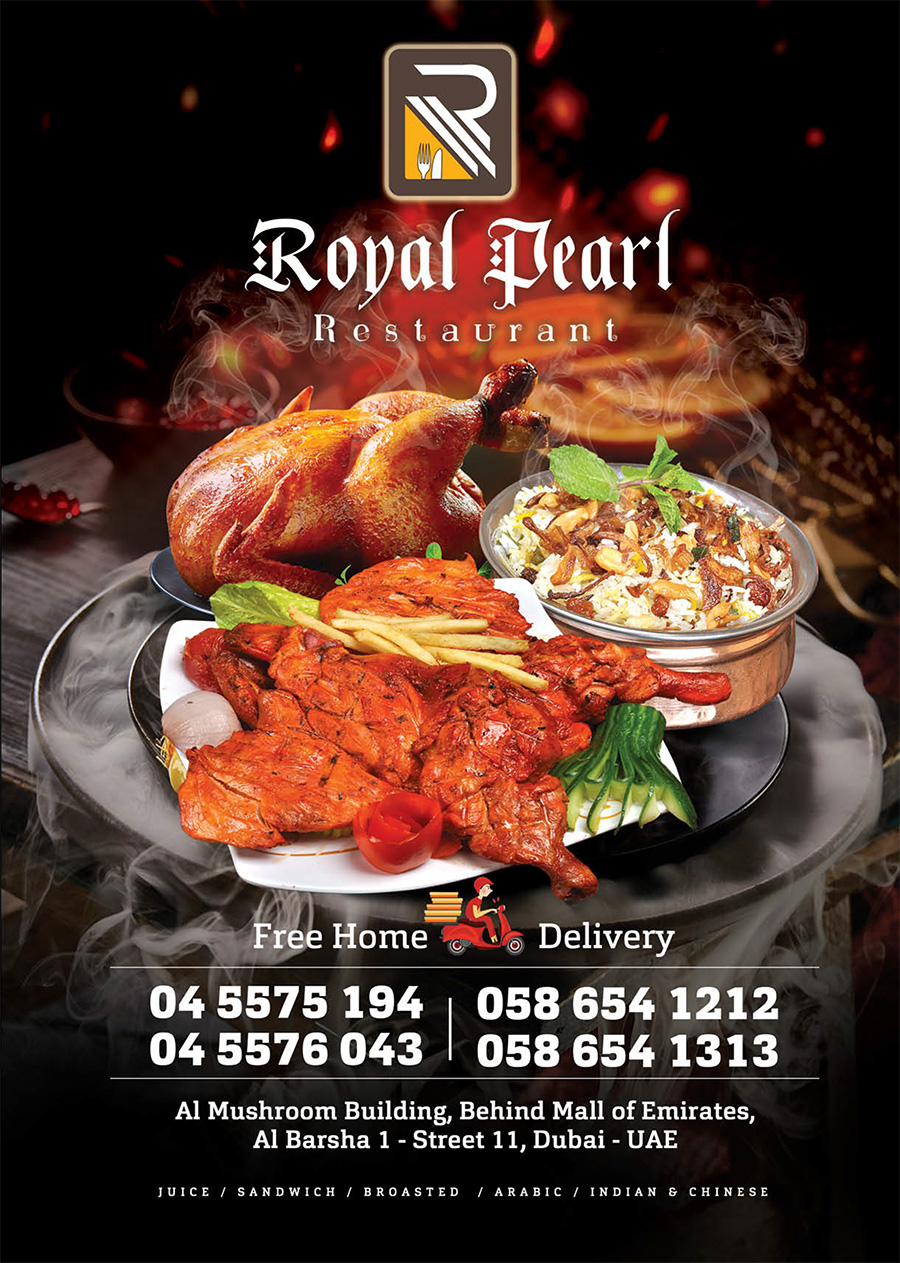 Royal Pearl
Restaurant
Free Home Delivery
04 5575 194
04 5576 043
058 654 1212
058 654 1313
Al Mushroom Building, Behind Mall of Emirates,
Al Barsha 1 - Street 11, Dubai - UAE
JUICE / SANDWICH / BROASTED / ARABIC / INDIAN & CHINESE